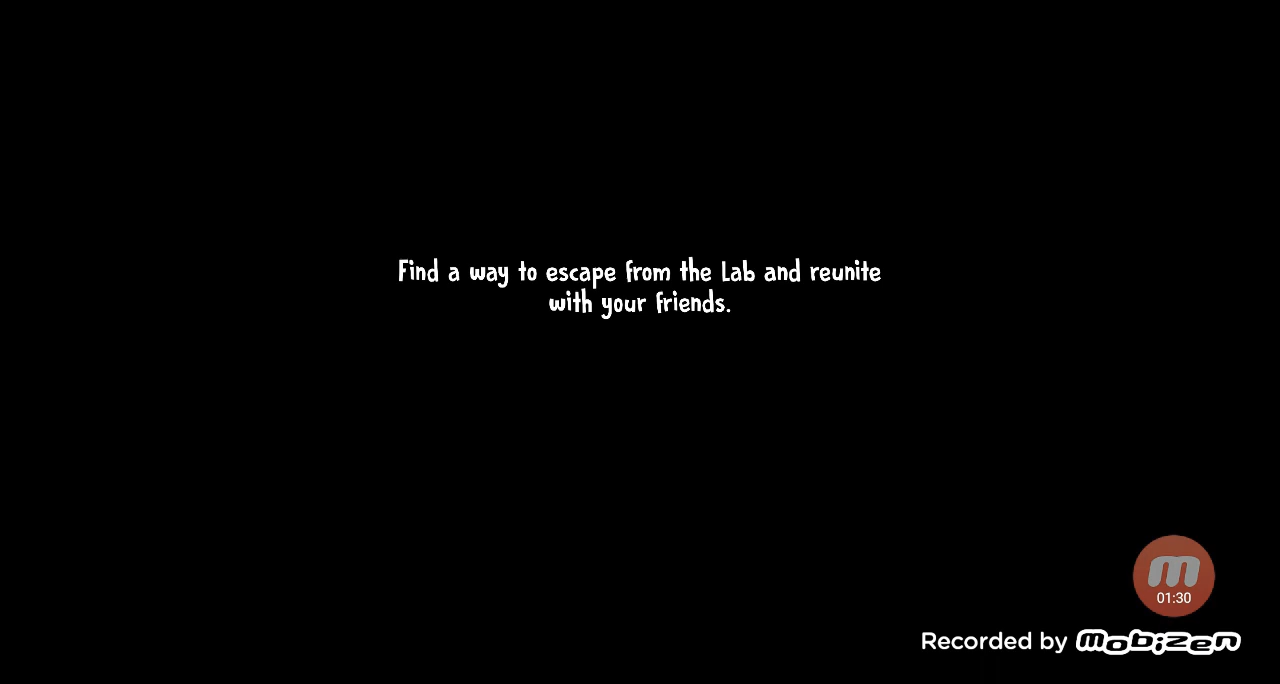 Find a way to escape from the Lab and reunite
with your friends.
m
01:30
Recorded by mobizen